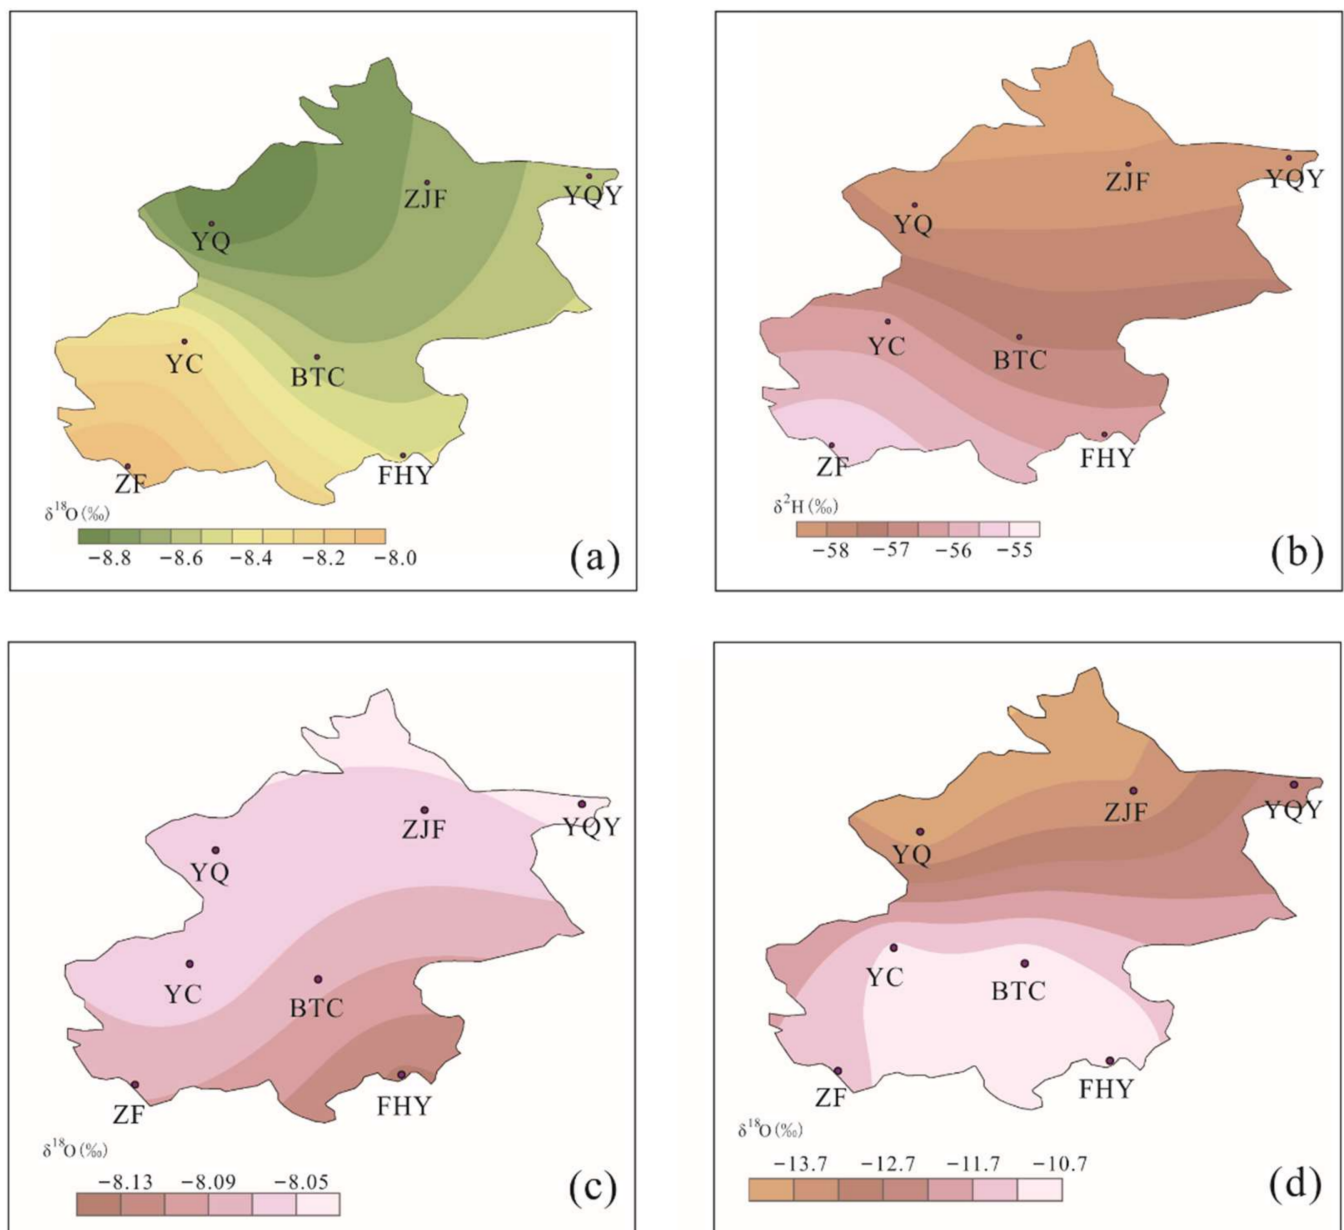 ZJF
YQY
YQ
YC
BTC
ZF
FHY
δ¹⁸O(‰)
−8.8 −8.6 −8.4 −8.2 −8.0
(a)
ZJF
YQY
YQ
YC
BTC
ZF
FHY
δ²H(‰)
−58 −57 −56 −55
(b)
ZJF
YQY
YQ
YC
BTC
ZF
FHY
δ¹⁸O(‰)
−8.13 −8.09 −8.05
(c)
ZJF
YQY
YQ
YC
BTC
ZF
FHY
δ¹⁸O(‰)
−13.7 −12.7 −11.7 −10.7
(d)